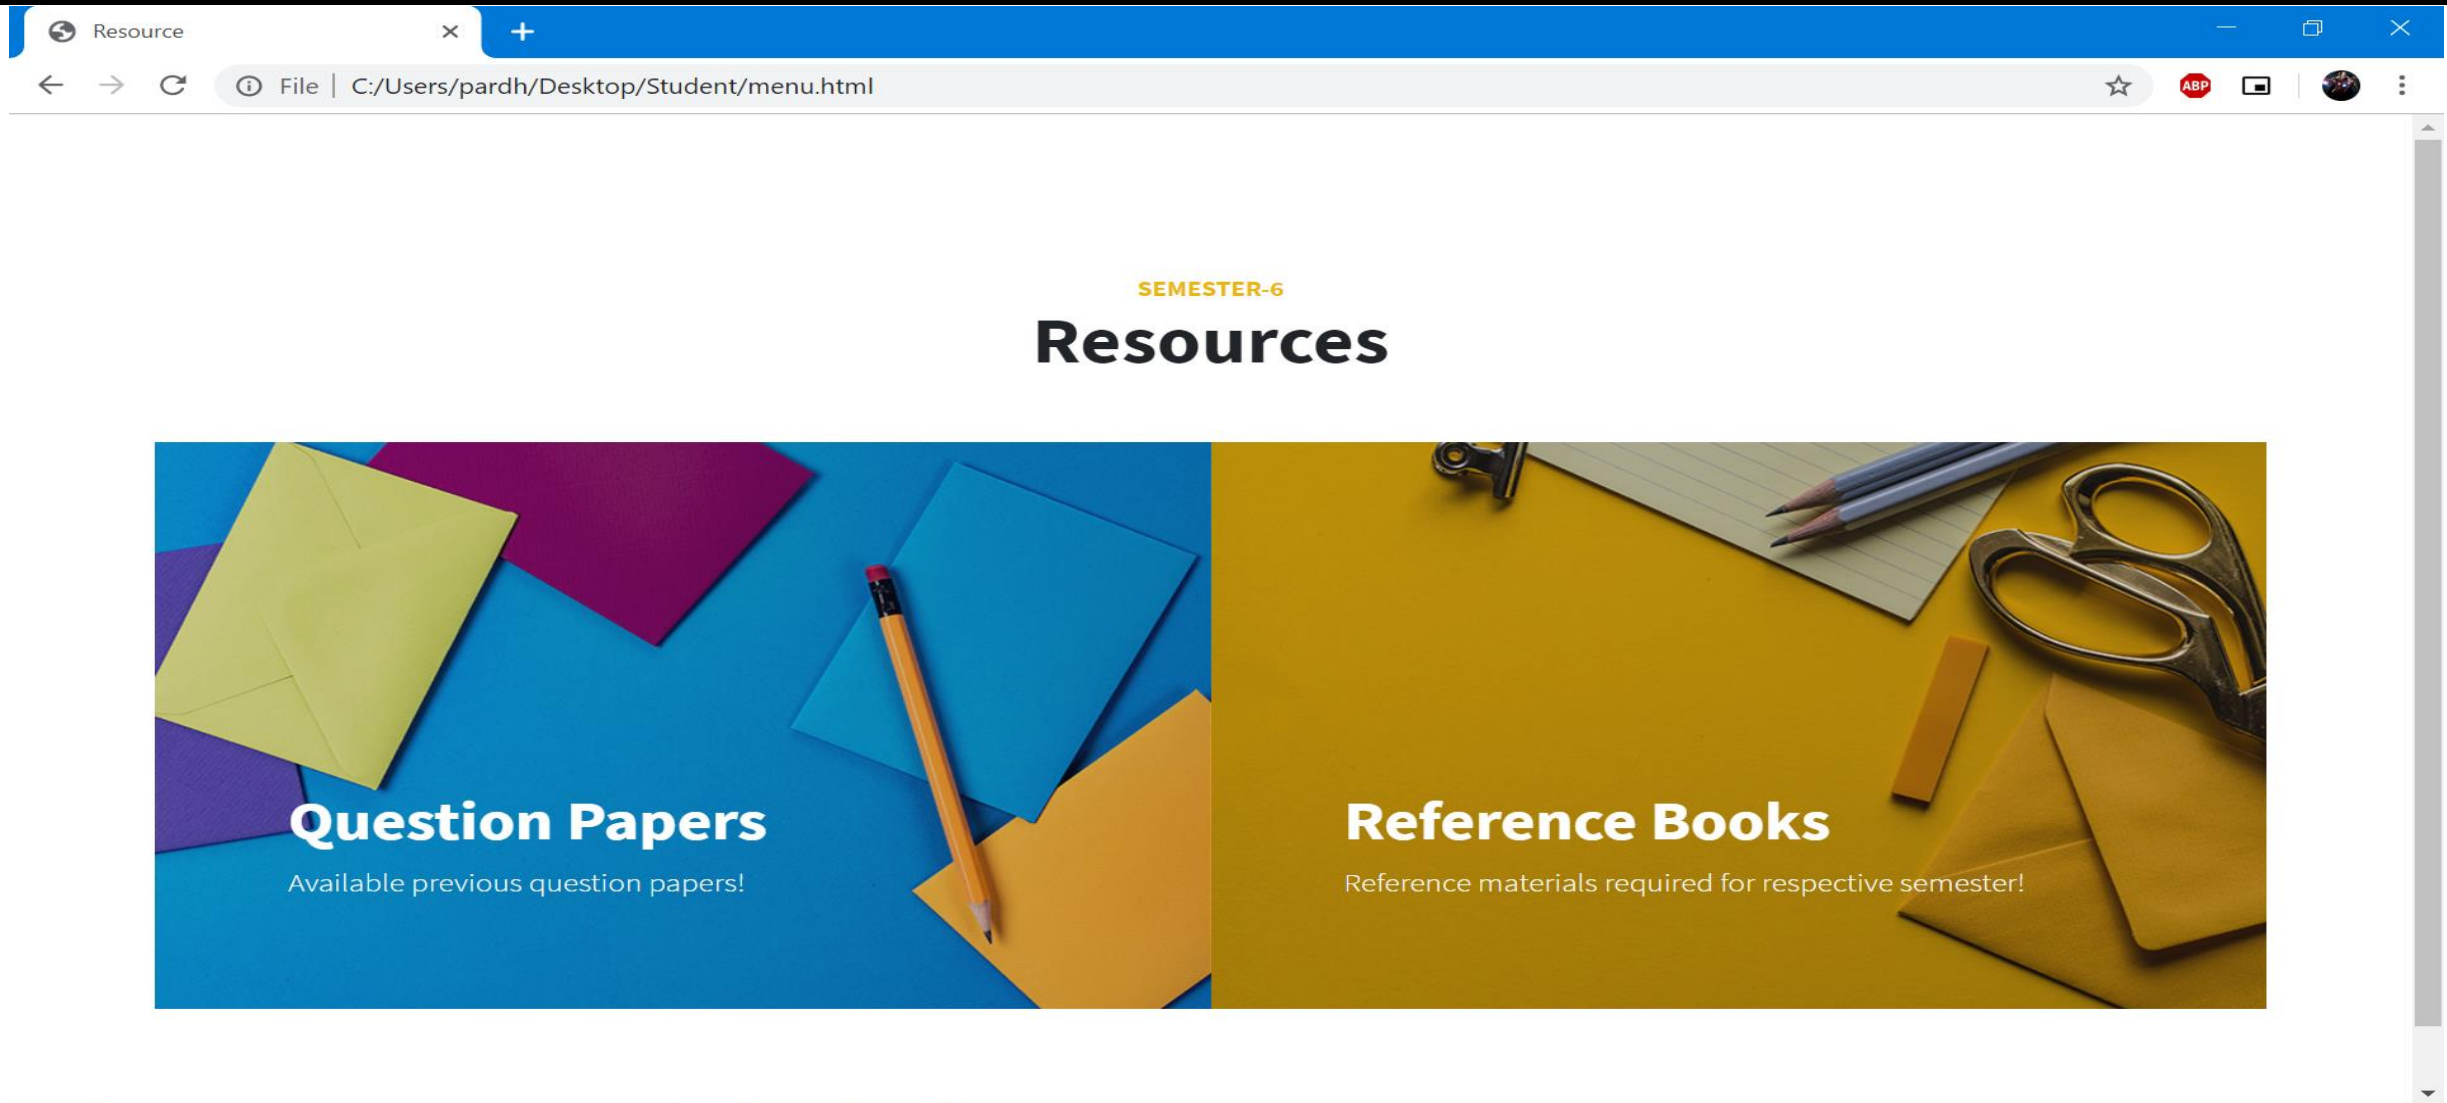 Resource
File | C:/Users/pardh/Desktop/Student/menu.html
ABP
SEMESTER-6
Resources
Question Papers
Available previous question papers!
Reference Books
Reference materials required for respective semester!